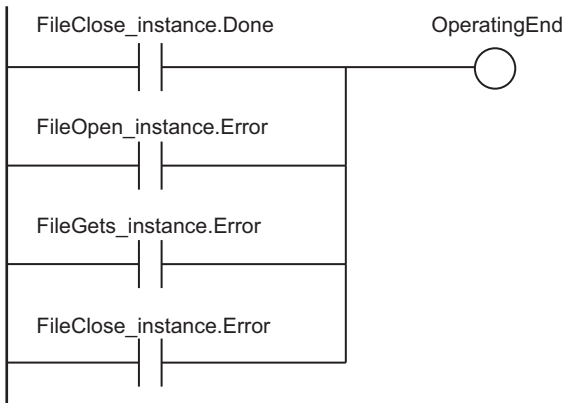 FileClose_instance.Done
OperatingEnd
FileOpen_instance.Error
FileGets_instance.Error
FileClose_instance.Error